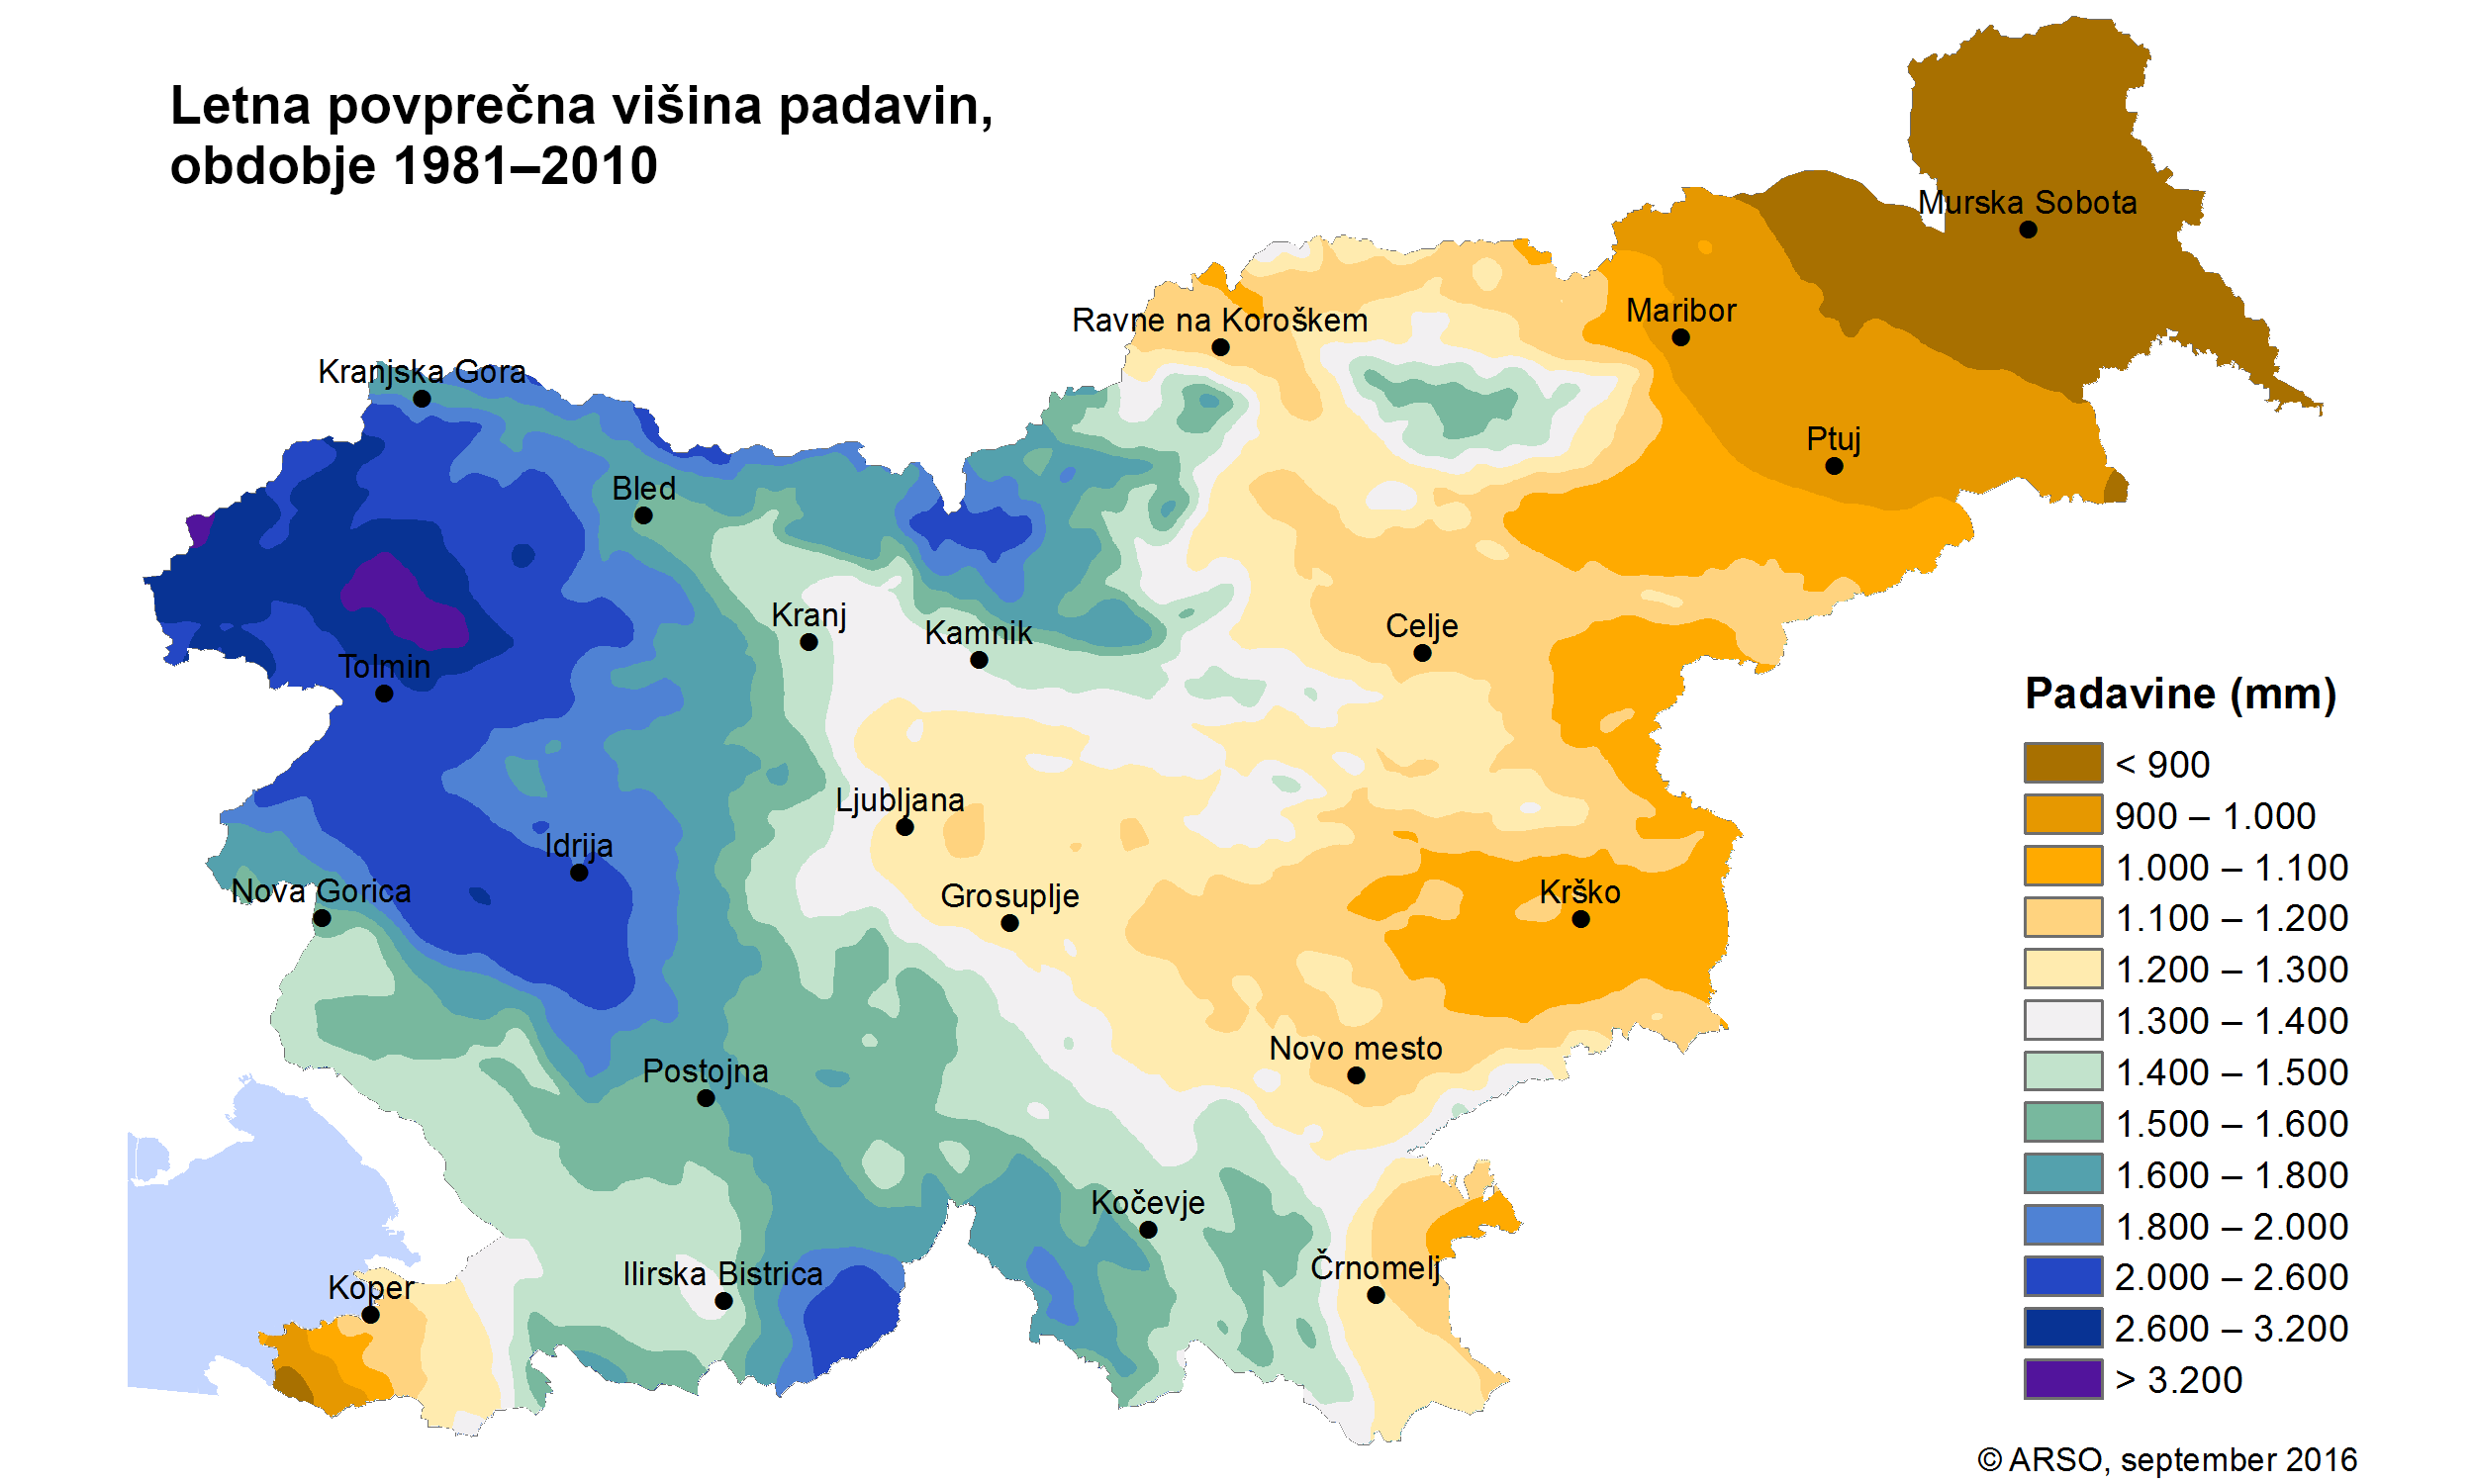 Letna povprečna višina padavin,
obdobje 1981–2010
Murska Sobota
Maribor
Ravne na Koroškem
Kranjska Gora
Ptuj
Bled
Kranj
Kamnik
Celje
Tolmin
Ljubljana
Idrija
Nova Gorica
Grosuplje
Krško
Novo mesto
Postojna
Kočevje
Črnomelj
Ilirska Bistrica
Koper
Padavine (mm)
< 900
900 – 1.000
1.000 – 1.100
1.100 – 1.200
1.200 – 1.300
1.300 – 1.400
1.400 – 1.500
1.500 – 1.600
1.600 – 1.800
1.800 – 2.000
2.000 – 2.600
2.600 – 3.200
> 3.200
© ARSO, september 2016